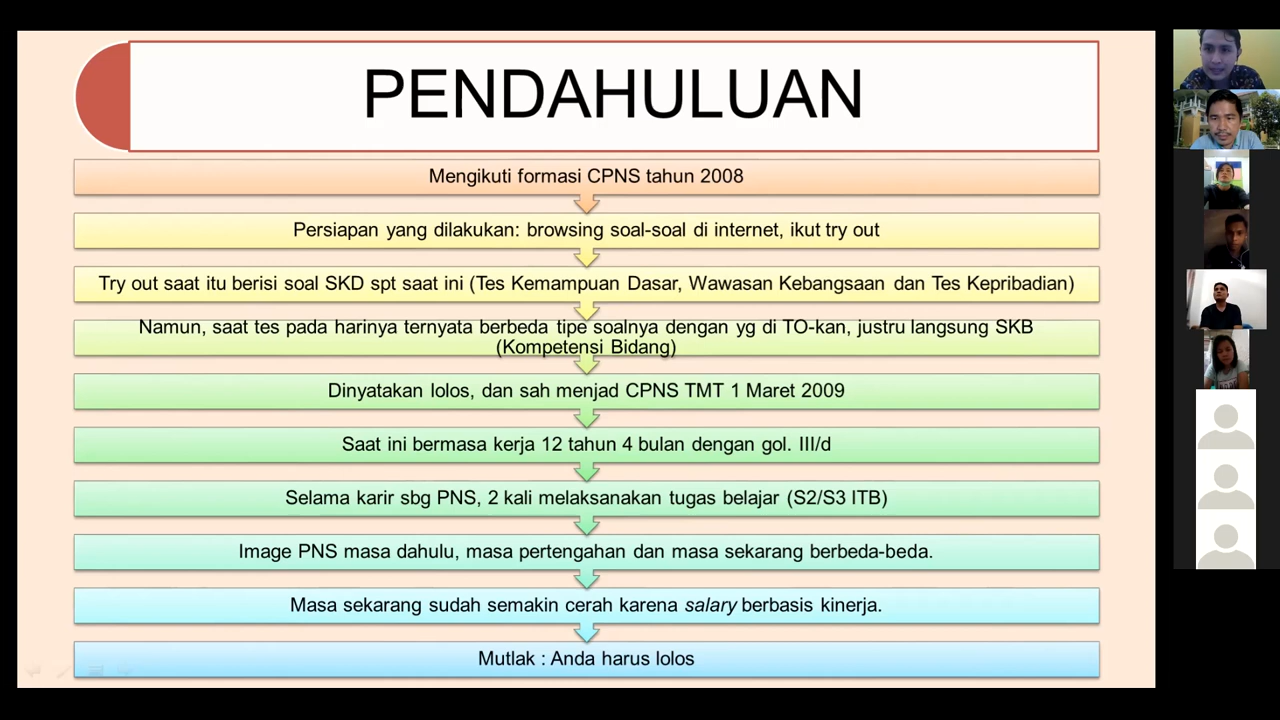 PENDAHULUAN
Mengikuti formasi CPNS tahun 2008
Persiapan yang dilakukan: browsing soal-soal di internet, ikut try out
Try out saat itu berisi soal SKD spt saat ini (Tes Kemampuan Dasar, Wawasan Kebangsaan dan Tes Kepribadian)
Namun, saat tes pada harinya ternyata berbeda tipe soalnya dengan yg di TO-kan, justru langsung SKB
(Kompetensi Bidang)
Dinyatakan lolos, dan sah menjad CPNS TMT 1 Maret 2009
Saat ini bermasa kerja 12 tahun 4 bulan dengan gol. III/d
Selama karir sbg PNS, 2 kali melaksanakan tugas belajar (S2/S3 ITB)
Image PNS masa dahulu, masa pertengahan dan masa sekarang berbeda-beda.
Masa sekarang sudah semakin cerah karena salary berbasis kinerja.
Mutlak : Anda harus lolos